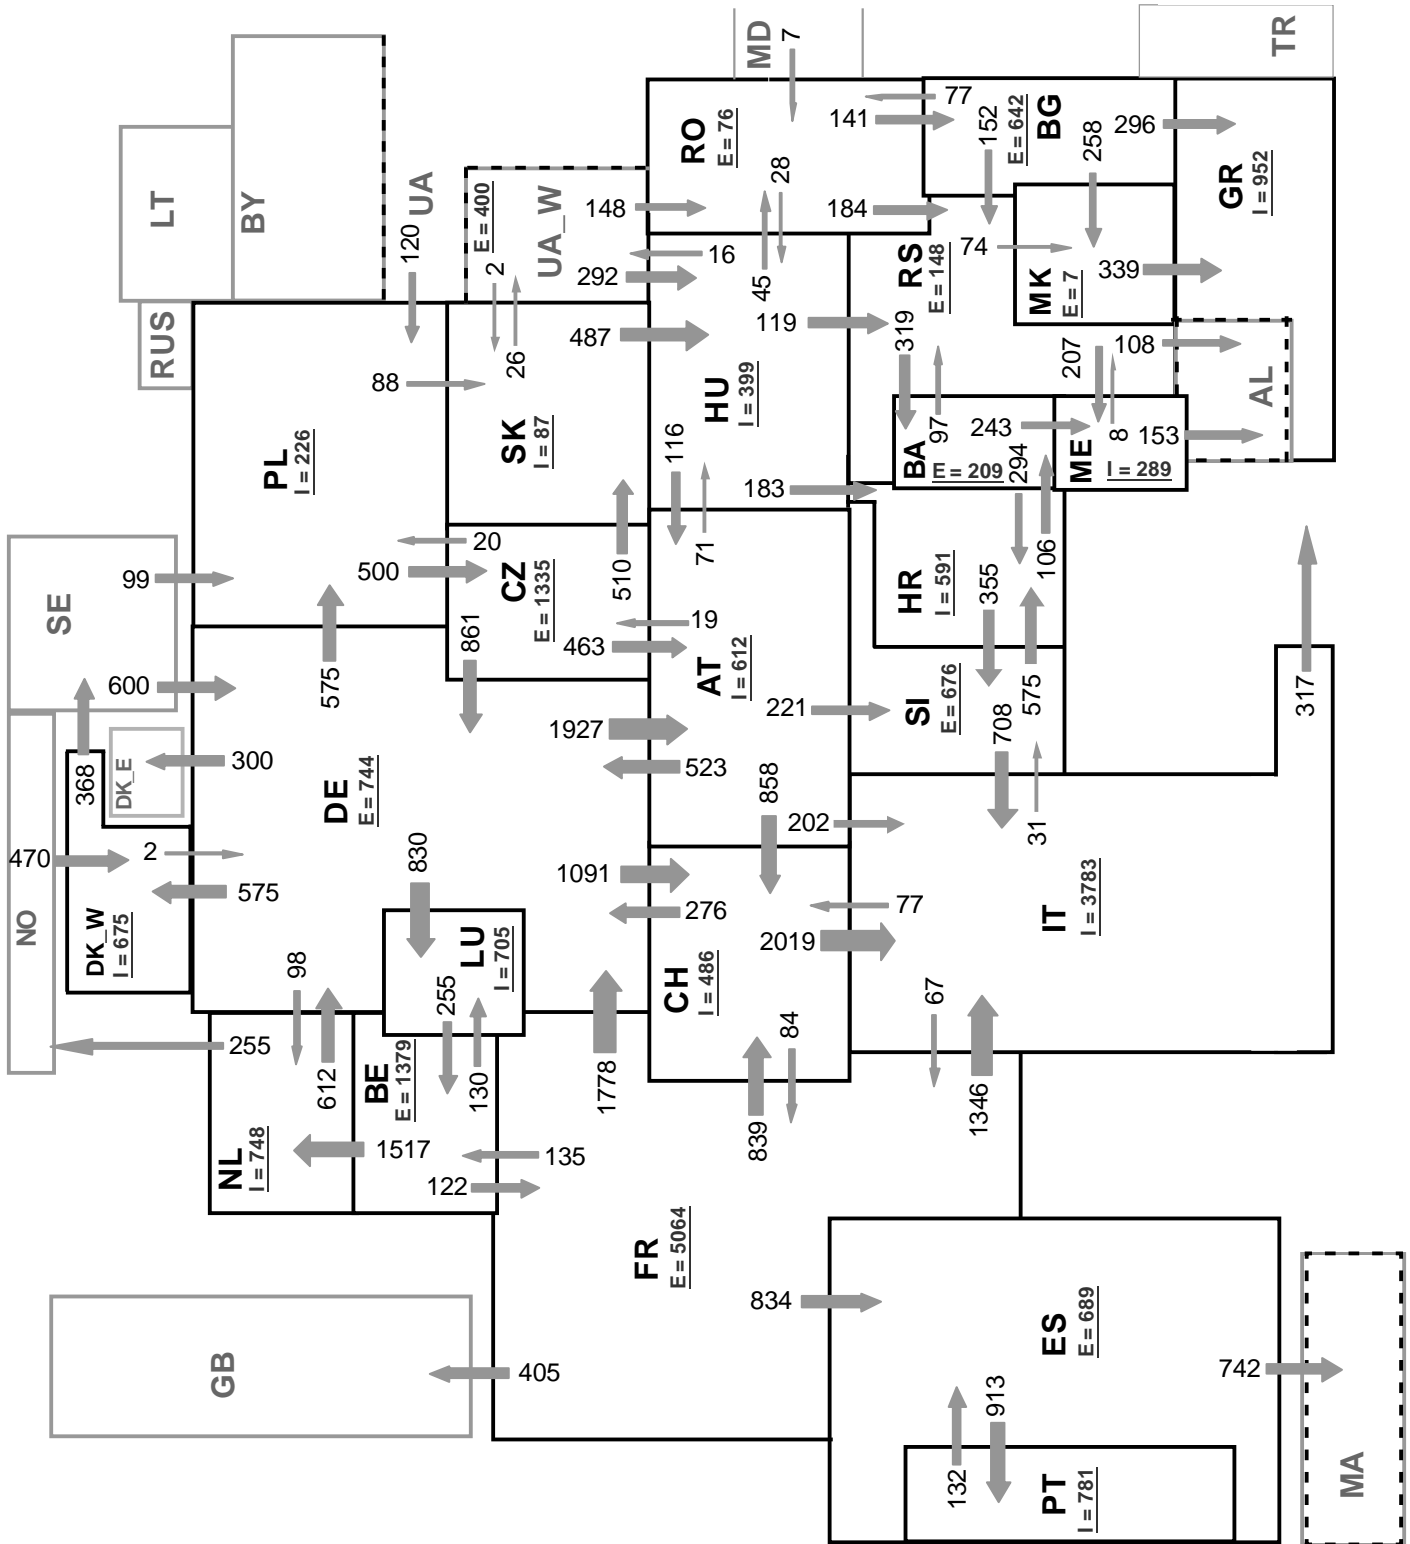 MD
7
TR
77
141
RO
E = 76
152
E = 642
BG
258
296
GR
I = 952
LT
BY
UA
120
E = 400
UA_W
2
26
148
28
184
16
292
45
74
RS
E = 148
MK
E = 7
339
RUS
487
119
319
207
108
88
HU
I = 399
97
243
8
153
AL
PL
I = 226
SK
I = 87
116
BA
E = 209
294
ME
I = 289
183
SE
99
20
500
CZ
E = 1335
510
71
HR
I = 591
355
106
600
575
861
19
463
AT
I = 612
221
SI
E = 676
575
317
368
DK_E
300
DE
E = 744
1927
523
858
708
202
31
470
2
575
830
1091
276
77
2019
IT
I = 3783
NO
DK_W
I = 675
98
LU
I = 705
CH
I = 486
67
255
255
612
BE
E = 1379
130
1778
84
839
1346
NL
I = 748
1517
135
122
FR
E = 5064
834
ES
E = 689
GB
405
742
132
913
PT
I = 781
MA